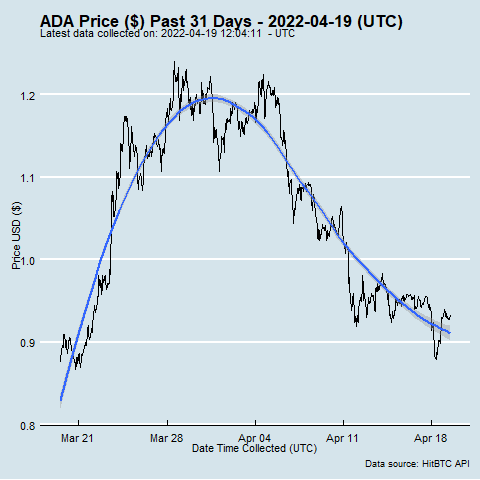 ADA Price ($) Past 31 Days - 2022-04-19 (UTC)
Latest data collected on: 2022-04-19 12:04:11 - UTC
1.2
1.1
1.0
0.9
0.8
Price USD ($)
Mar 21 Mar 28 Apr 04 Apr 11 Apr 18
Date Time Collected (UTC)
Data source: HitBTC API